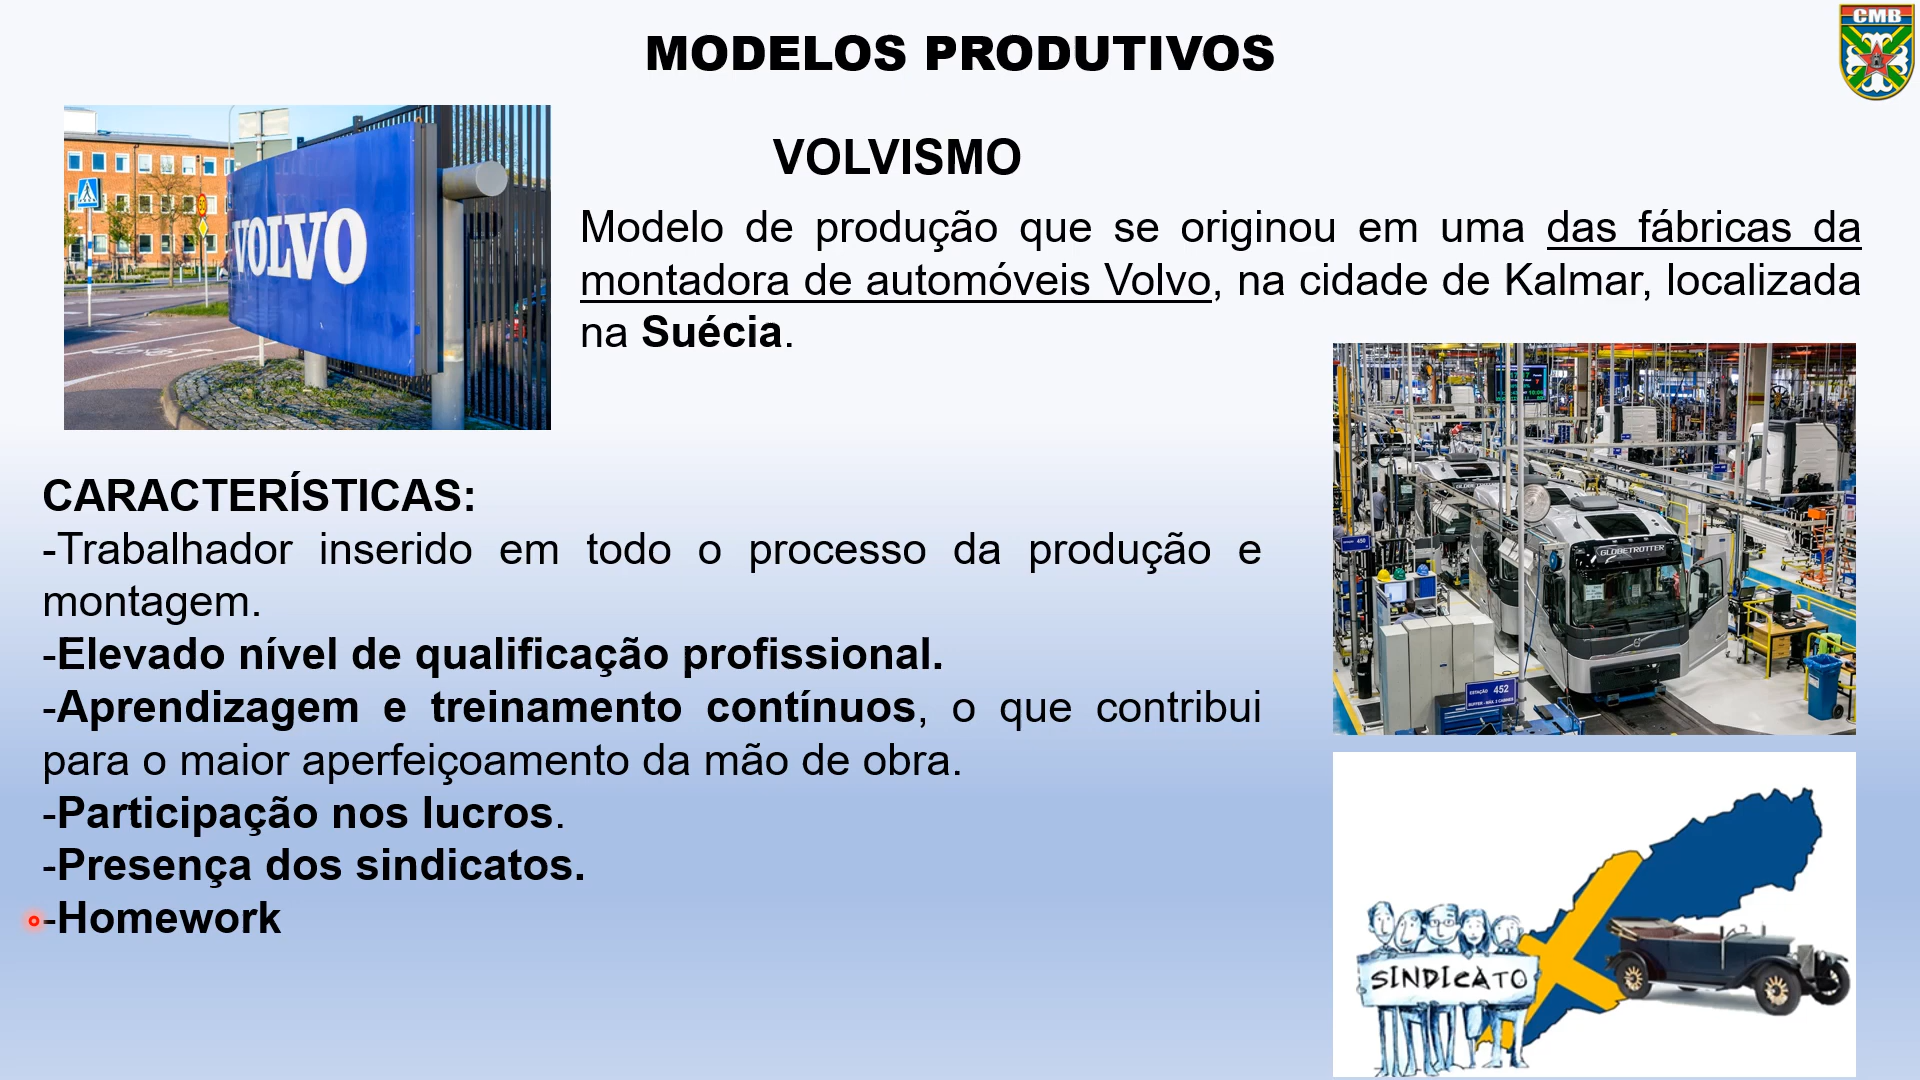 MODELOS PRODUTIVOS
CMB
VOLVO
VOLVISMO
Modelo de produção que se originou em uma das fábricas da
montadora de automóveis Volvo, na cidade de Kalmar, localizada
na Suécia.
CARACTERÍSTICAS:
-Trabalhador inserido em todo o processo da produção e
montagem.
-Elevado nível de qualificação profissional.
-Aprendizagem e treinamento contínuos, o que contribui
para o maior aperfeiçoamento da mão de obra.
-Participação nos lucros.
-Presença dos sindicatos.
-Homework
GLOBETROTTER
GLOBETROTTER
ESTAÇÃO 452
SINDICATO